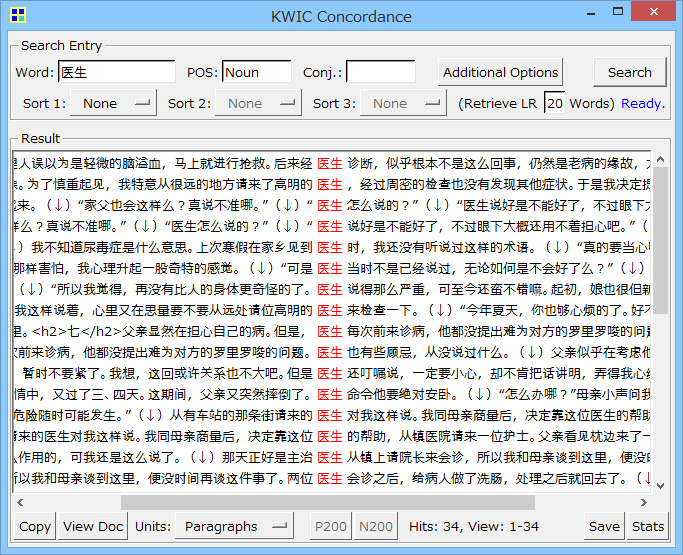 KWIC Concordance
Search Entry
Word: 医生 POS: Noun Conj.: Additional Options Search
Sort 1: None Sort 2: None Sort 3: None (Retrieve LR 20 Words) Ready.
Result
人误以为是轻微的脑溢血，马上就进行抢救。后来经 医生 诊断，似乎根本不是这么回事，仍然是老病的缘故，
。为了慎重起见，我特意从很远的地方请来了高明的 医生 ，经过周密的检查也没有发现其他症状。于是我决定
来。（↓）“家父也会这样么？真说不准哪。”（↓）“ 医生 怎么说的？”（↓）“医生说好是不能好了，不过眼下
样么？真说不准哪。”（↓）“医生怎么说的？”（↓）“ 医生 说好是不能好了，不过眼下大概还用不着担心吧。”（
）我不知道尿毒症是什么意思。上次寒假在家乡见到 医生 时，我还没有听说过这样的术语。（↓）“真的要当心
那样害怕，我心理升起一股奇特的感觉。（↓）“可是 医生 当时不是已经说过，无论如何是不会好了么？”（↓）
（↓）“所以我觉得，再没有比人的身体更奇怪的了。 医生 说得那么严重，可至今还蛮不错嘛。起初，娘也很但
我这样说着，心里又在思量要不要从远处请位高明的 医生 来检查一下。（↓）“今年夏天，你也够心烦的了。好
里。<h2>七</h2>父亲显然在担心自己的病。但是， 医生 每次前来诊病，他都没提出难为对方的罗里罗唆的问
前来诊病，他都没提出难为对方的罗里罗唆的问题。 医生 也有些顾忌，从没说过什么。（↓）父亲似乎在考虑
暂时不要紧了。我想，这回或许关系也不大吧。但是 医生 还叮嘱说，一定要小心，却不肯把话讲明，弄得我心
情中，又过了三、四天。这期间，父亲又突然摔倒了。 医生 命令他要绝对安卧。（↓）“怎么办哪？”母亲小声问
危险随时可能发生。”（↓）从有车站的那条街请来的 医生 对我这样说。我同母亲商量后，决定靠这位医生的帮
来的医生对我这样说。我同母亲商量后，决定靠这位 医生 的帮助，从镇医院请来一位护士。父亲看见枕边来了一
作用的，可我还是这么说了。（↓）那天正好是主治 医生 从镇上请院长来会诊，所以我和母亲谈到这里，便没
以我和母亲谈到这里，便没时间再谈这件事了。两位 医生 会诊之后，给病人做了洗肠，处理之后就回去了。（↓）
Copy View Doc Units: Paragraphs P200 N200 Hits: 34, View: 1-34 Save Stats